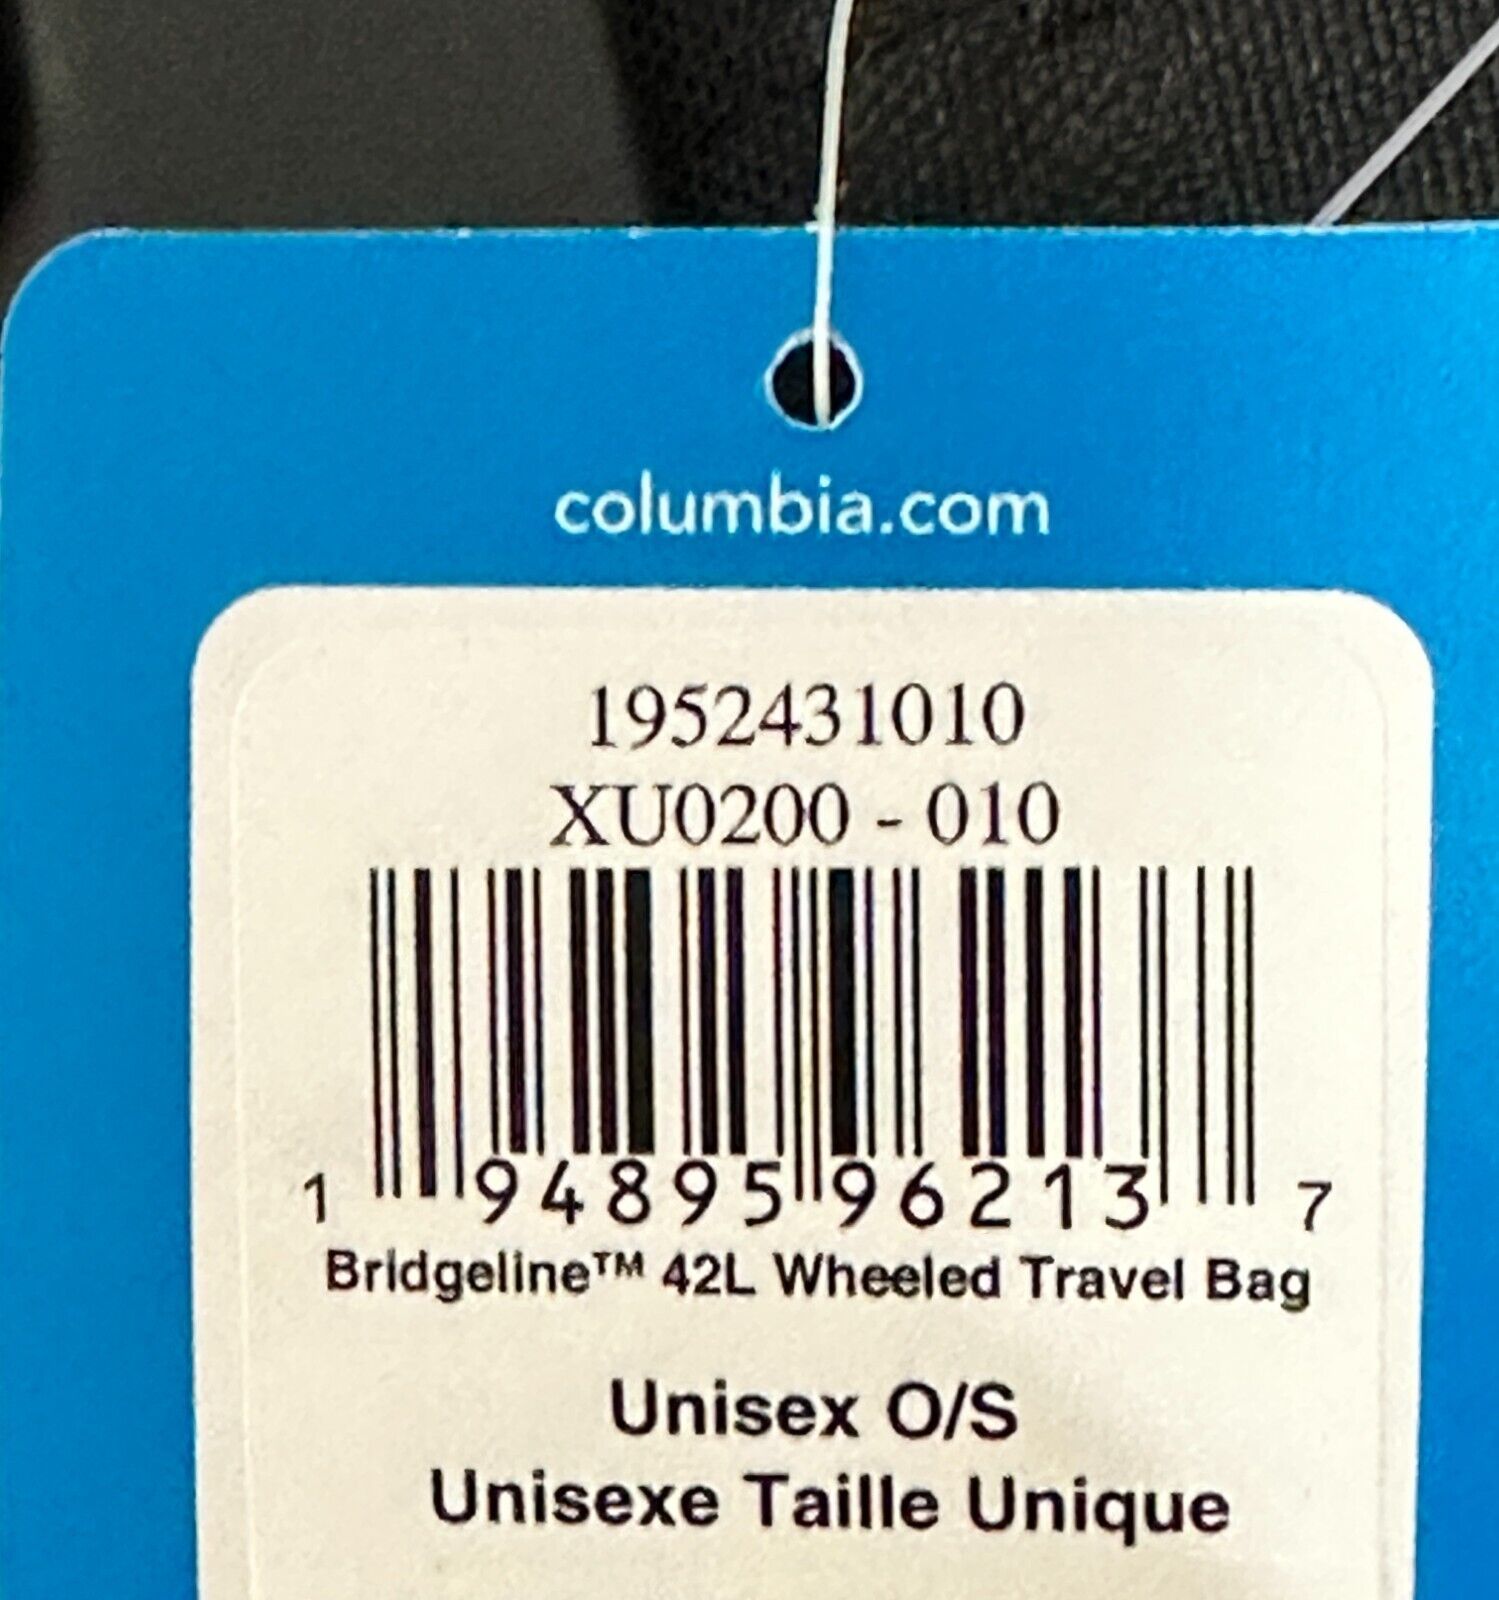 columbia.com
1952431010
XU0200 - 010
1 94895 96213 7
Bridgeline™ 42L Wheeled Travel Bag
Unisex O/S
Unisexe Taille Unique